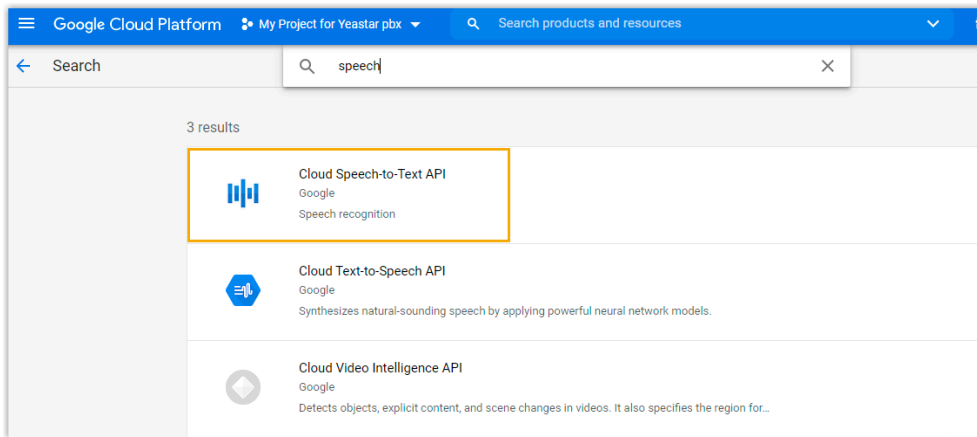 Google Cloud Platform My Project for Yeastar pbx Search products and resources
Search speech
3 results
Cloud Speech-to-Text API
Google
Speech recognition
Cloud Text-to-Speech API
Google
Synthesizes natural-sounding speech by applying powerful neural network models.
Cloud Video Intelligence API
Google
Detects objects, explicit content, and scene changes in videos. It also specifies the region for...